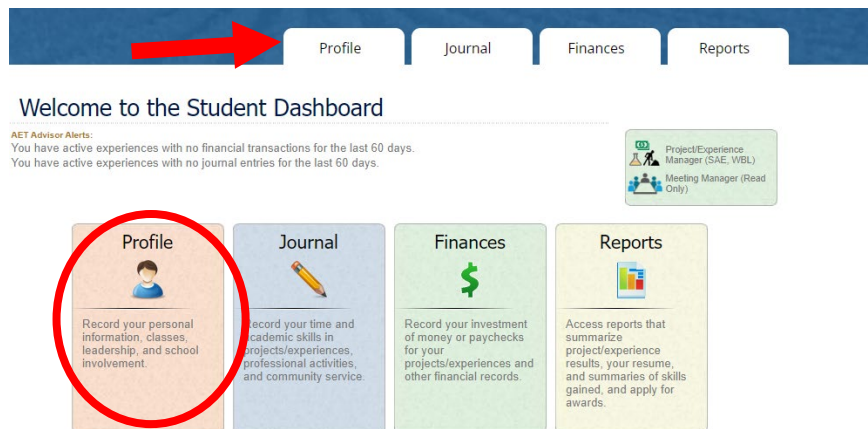 Profile
Journal
Finances
Reports
Welcome to the Student Dashboard
AET Advisor Alerts:
You have active experiences with no financial transactions for the last 60 days.
You have active experiences with no journal entries for the last 60 days.
Project/Experience
Manager (SAE, WBL)
Meeting Manager (Read
Only)
Profile
Record your personal
information, classes,
leadership, and school
involvement.
Journal
Record your time and
academic skills in
projects/experiences,
professional activities,
and community service.
Finances
Record your investment
of money or paychecks
for your
projects/experiences and
other financial records.
Reports
Access reports that
summarize
project/experience
results, your resume,
and summaries of skills
gained, and apply for
awards.